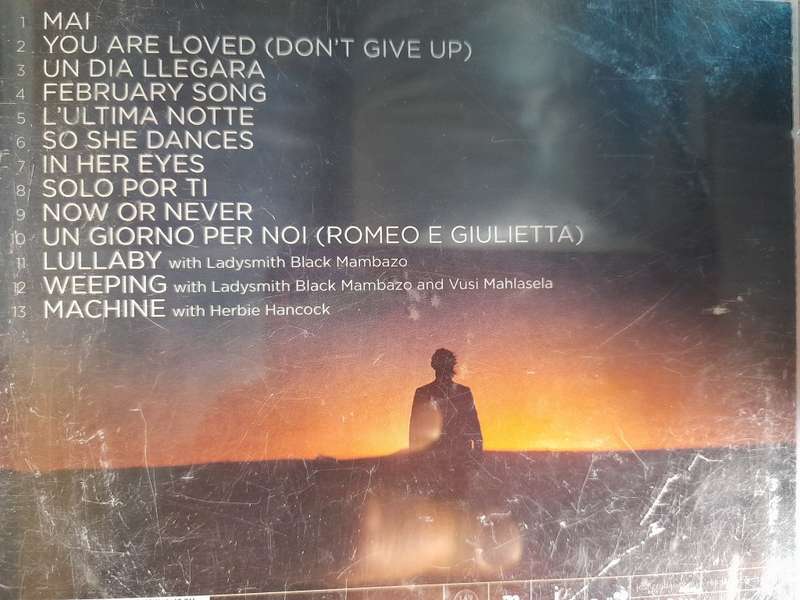 1 MAI
2 YOU ARE LOVED (DON'T GIVE UP)
3 UN DIA LLEGARA
4 FEBRUARY SONG
5 L'ULTIMA NOTTE
6 SO SHE DANCES
7 IN HER EYES
8 SOLO POR TI
9 NOW OR NEVER
10 UN GIORNO PER NOI (ROMEO E GIULIETTA)
11 LULLABY with Ladysmith Black Mambazo
12 WEEPING with Ladysmith Black Mambazo and Vusi Mahlasela
13 MACHINE with Herbie Hancock